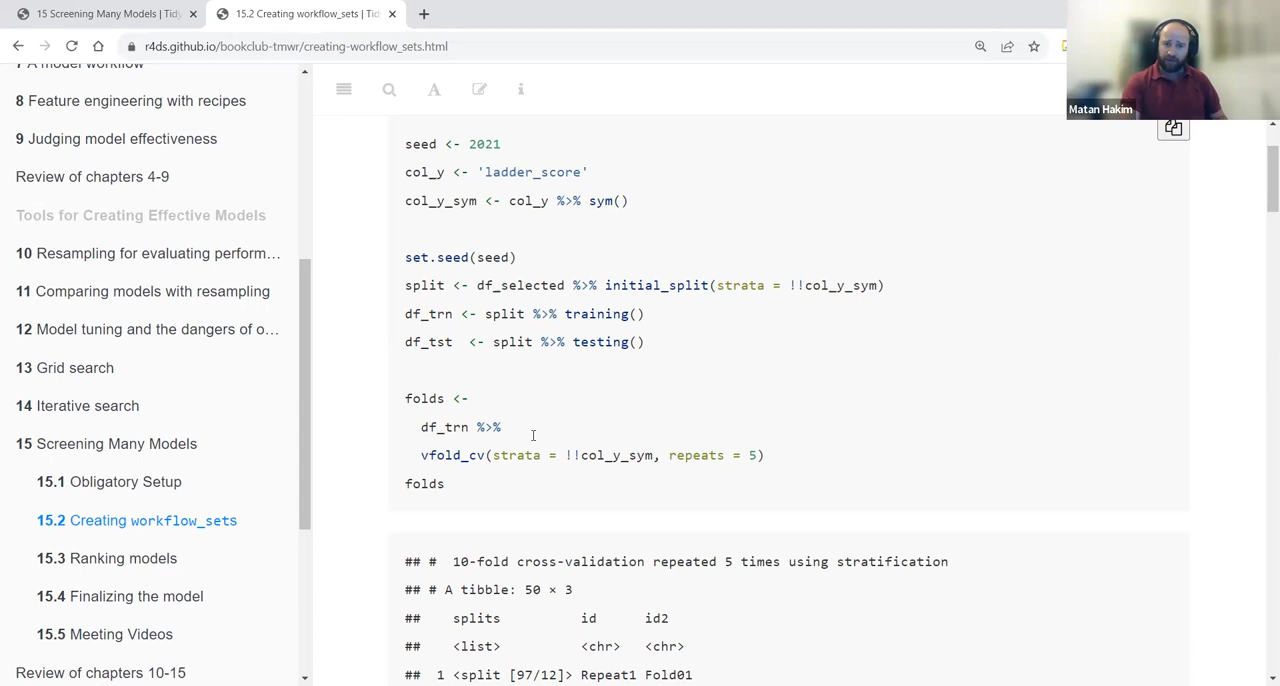 15 Screening Many Models | Tidy
15.2 Creating workflow_sets | Tid
r4ds.github.io/bookclub-tmwr/creating-workflow_sets.html
Matan Hakim
7 A model workflow
8 Feature engineering with recipes
9 Judging model effectiveness
Review of chapters 4-9
Tools for Creating Effective Models
10 Resampling for evaluating perform…
11 Comparing models with resampling
12 Model tuning and the dangers of o…
13 Grid search
14 Iterative search
15 Screening Many Models
15.1 Obligatory Setup
15.2 Creating workflow_sets
15.3 Ranking models
15.4 Finalizing the model
15.5 Meeting Videos
Review of chapters 10-15
seed <- 2021
col_y <- 'ladder_score'
col_y_sym <- col_y %>% sym()
set.seed(seed)
split <- df_selected %>% initial_split(strata = !!col_y_sym)
df_trn <- split %>% training()
df_tst  <- split %>% testing()
folds <-
df_trn %>%
vfold_cv(strata = !!col_y_sym, repeats = 5)
folds
## #  10-fold cross-validation repeated 5 times using stratification
## # A tibble: 50 × 3
##    splits          id      id2
##    <list>          <chr>   <chr>
##  1 <split [97/12]> Repeat1 Fold01